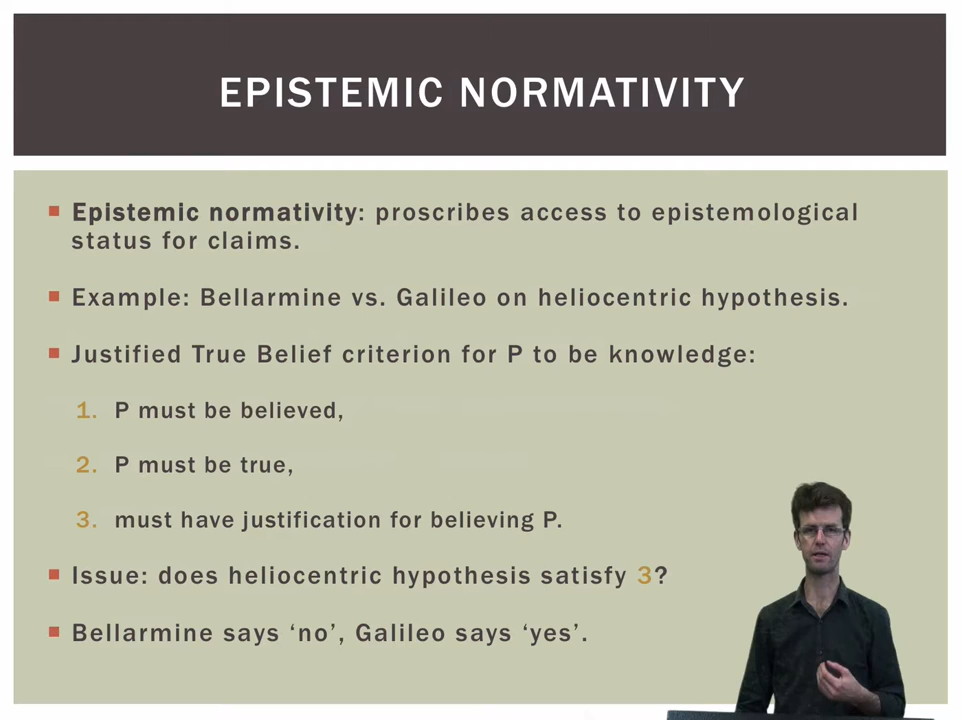 EPISTEMIC NORMATIVITY
Epistemic normativity: proscribes access to epistemological
status for claims.
Example: Bellarmine vs. Galileo on heliocentric hypothesis.
Justified True Belief criterion for P to be knowledge:
1. P must be believed,
2. P must be true,
3. must have justification for believing P.
Issue: does heliocentric hypothesis satisfy 3?
Bellarmine says ‘no’, Galileo says ‘yes’.